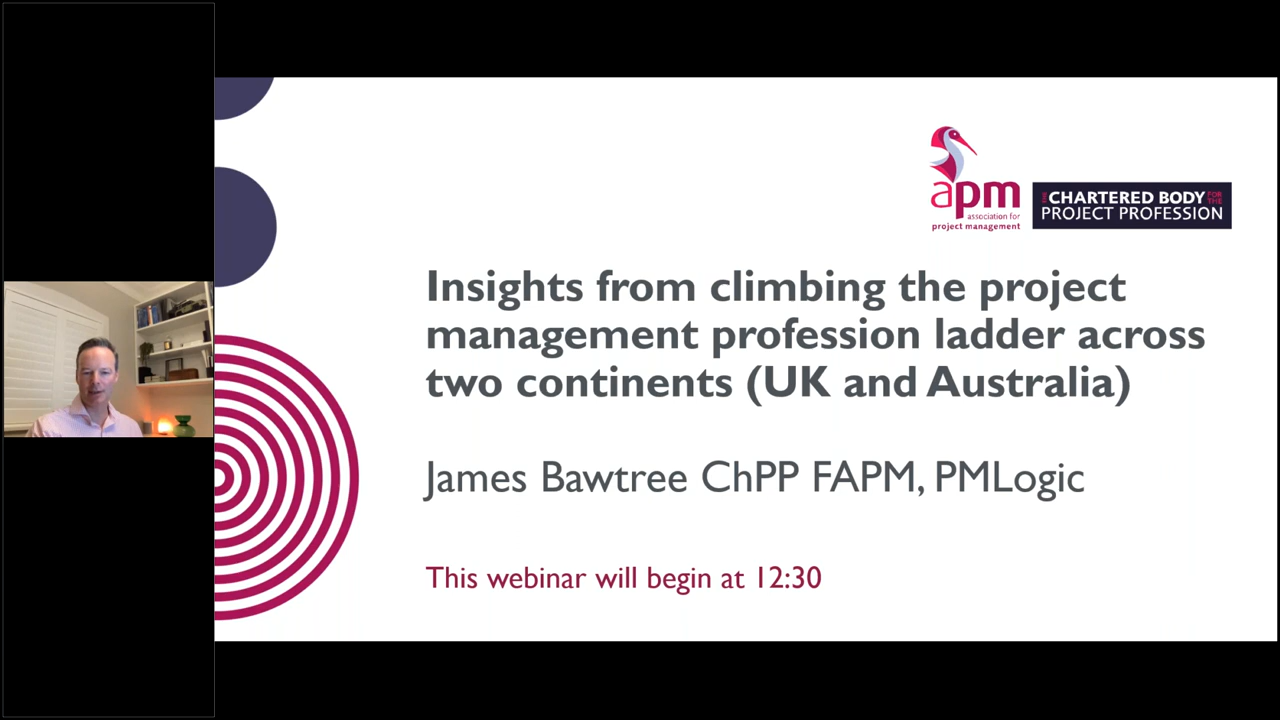 apm
association for
project management
THE CHARTERED BODY FOR THE
PROJECT PROFESSION
Insights from climbing the project
management profession ladder across
two continents (UK and Australia)
James Bawtree ChPP FAPM, PMLogic
This webinar will begin at 12:30